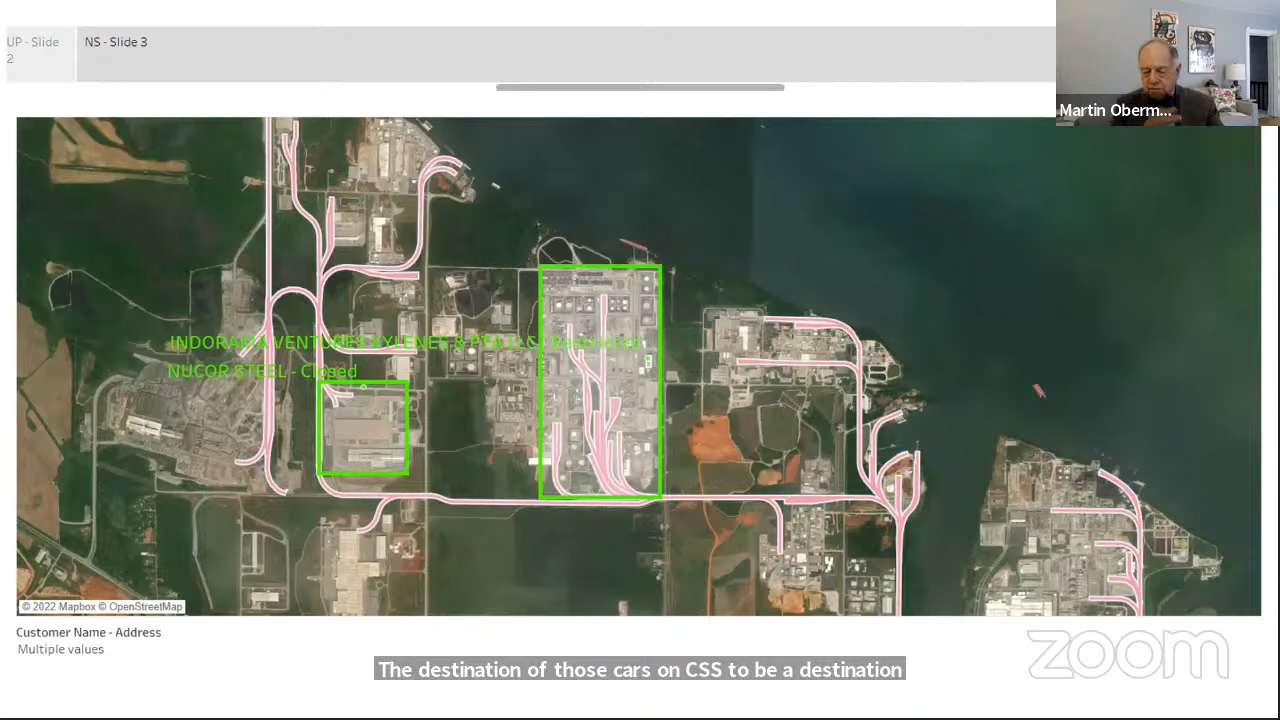 UP - Slide
2
NS - Slide 3
Martin Oberm...
INDORAMA VENTURES XYLENES & PTA LLC - Restricted
NUCOR STEEL - Closed
© 2022 Mapbox © OpenStreetMap
Customer Name - Address
Multiple values
zoom
The destination of those cars on CSS to be a destination